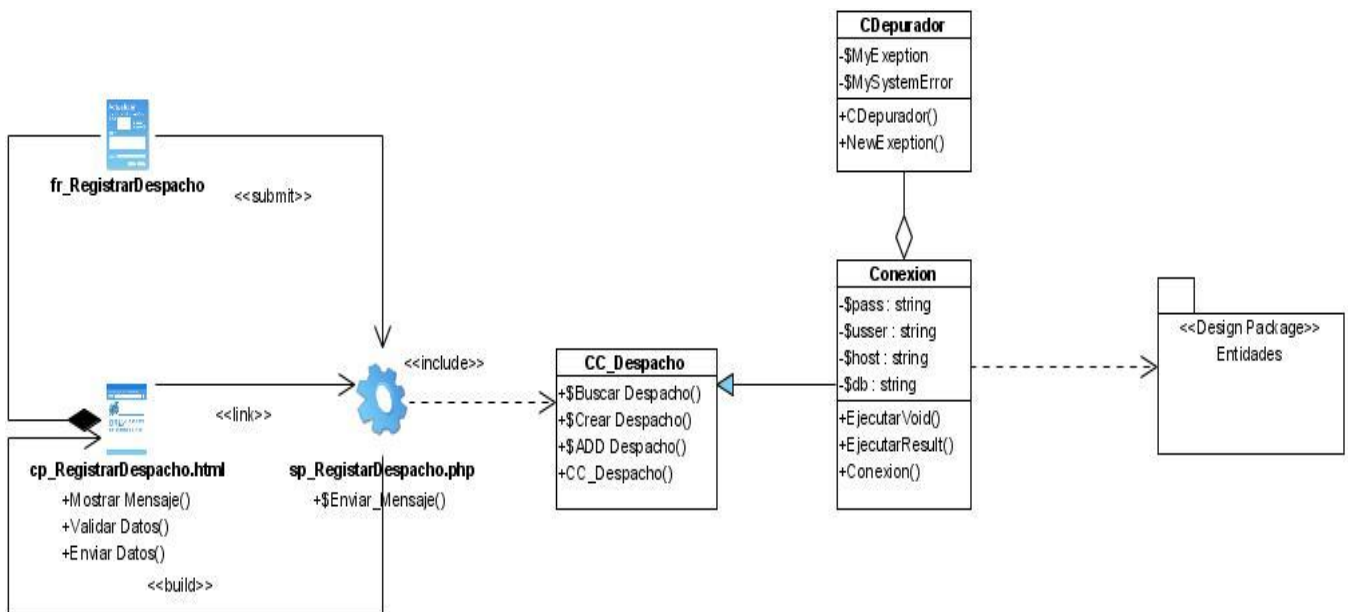 CDepurador
-$MyExeption
-$MySystemError
+CDepurador()
+NewExeption()
fr_RegistrarDespacho
<<submit>>
Conexion
-$pass : string
-$usser : string
-$host : string
-$db : string
+EjecutarVoid()
+EjecutarResult()
+Conexion()
<<Design Package>>
Entidades
<<include>>
CC_Despacho
+$Buscar Despacho()
+$Crear Despacho()
+$ADD Despacho()
+CC_Despacho()
<<link>>
cp_RegistrarDespacho.html
+Mostrar Mensaje()
+Validar Datos()
+Enviar Datos()
sp_RegistarDespacho.php
+$Enviar_Mensaje()
<<build>>